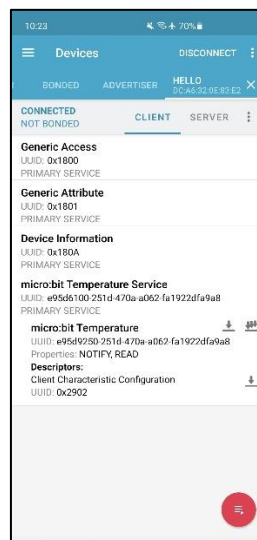 10:23
70%
Devices
DISCONNECT
BONDED
ADVERTISER
HELLO
DC:A6:32:0E:83:E2
CONNECTED
NOT BONDED
CLIENT
SERVER
Generic Access
UUID: 0x1800
PRIMARY SERVICE
Generic Attribute
UUID: 0x1801
PRIMARY SERVICE
Device Information
UUID: 0x180A
PRIMARY SERVICE
micro:bit Temperature Service
UUID: e95d6100-251d-470a-a062-fa1922dfa9a8
PRIMARY SERVICE
micro:bit Temperature
UUID: e95d9250-251d-470a-a062-fa1922dfa9a8
Properties: NOTIFY, READ
Descriptors:
Client Characteristic Configuration
UUID: 0x2902